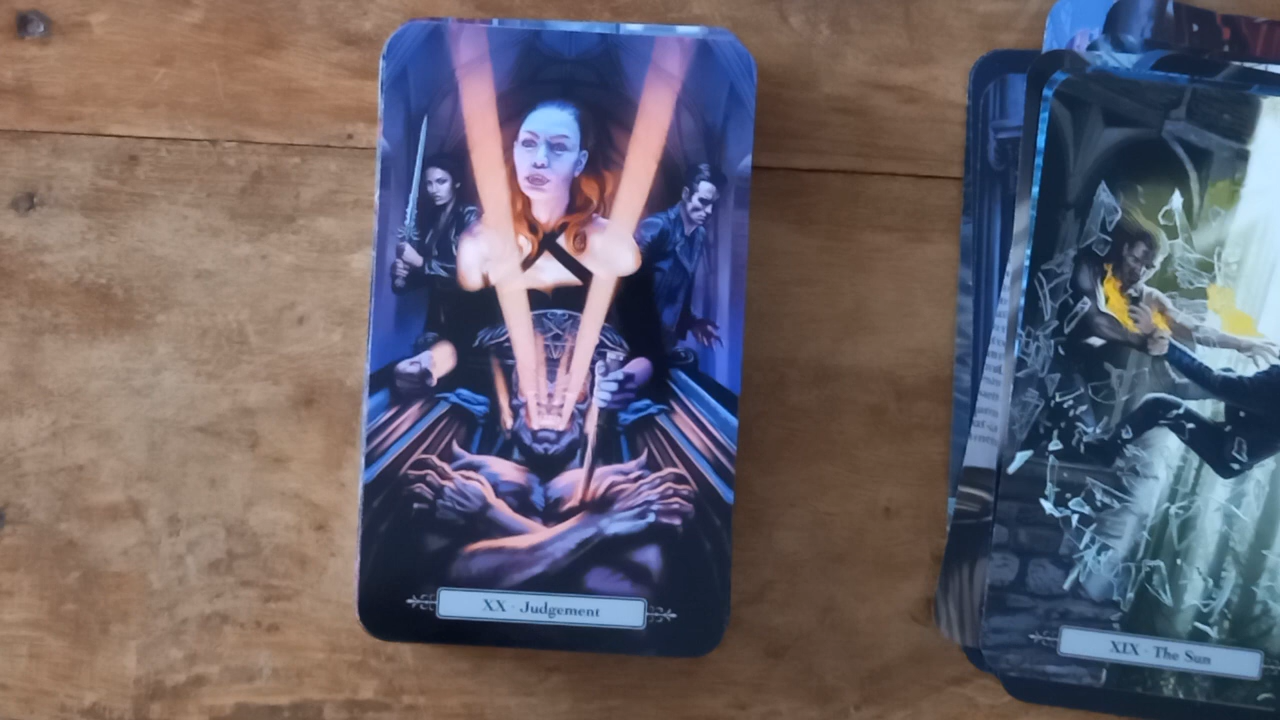 XX - Judgement
XIX - The Sun